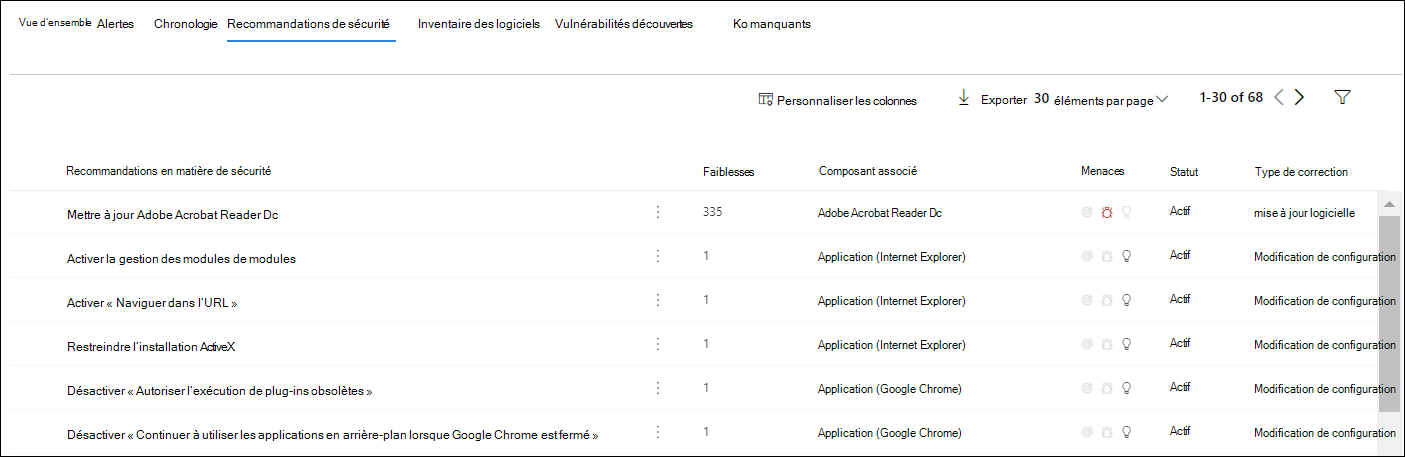 Vue d'ensemble Alertes Chronologie Recommandations de sécurité Inventaire des logiciels Vulnérabilités découvertes Ko manquants
Personnaliser les colonnes Exporter 30 éléments par page 1-30 of 68
Recommandations en matière de sécurité Faiblesses Composant associé Menaces Statut Type de correction
Mettre à jour Adobe Acrobat Reader Dc 335 Adobe Acrobat Reader Dc Actif mise à jour logicielle
Activer la gestion des modules de modules 1 Application (Internet Explorer) Actif Modification de configuration
Activer « Naviguer dans l'URL » 1 Application (Internet Explorer) Actif Modification de configuration
Restreindre l'installation ActiveX 1 Application (Internet Explorer) Actif Modification de configuration
Désactiver « Autoriser l'exécution de plug-ins obsolètes » 1 Application (Google Chrome) Actif Modification de configuration
Désactiver « Continuer à utiliser les applications en arrière-plan lorsque Google Chrome est fermé » 1 Application (Google Chrome) Actif Modification de configuration